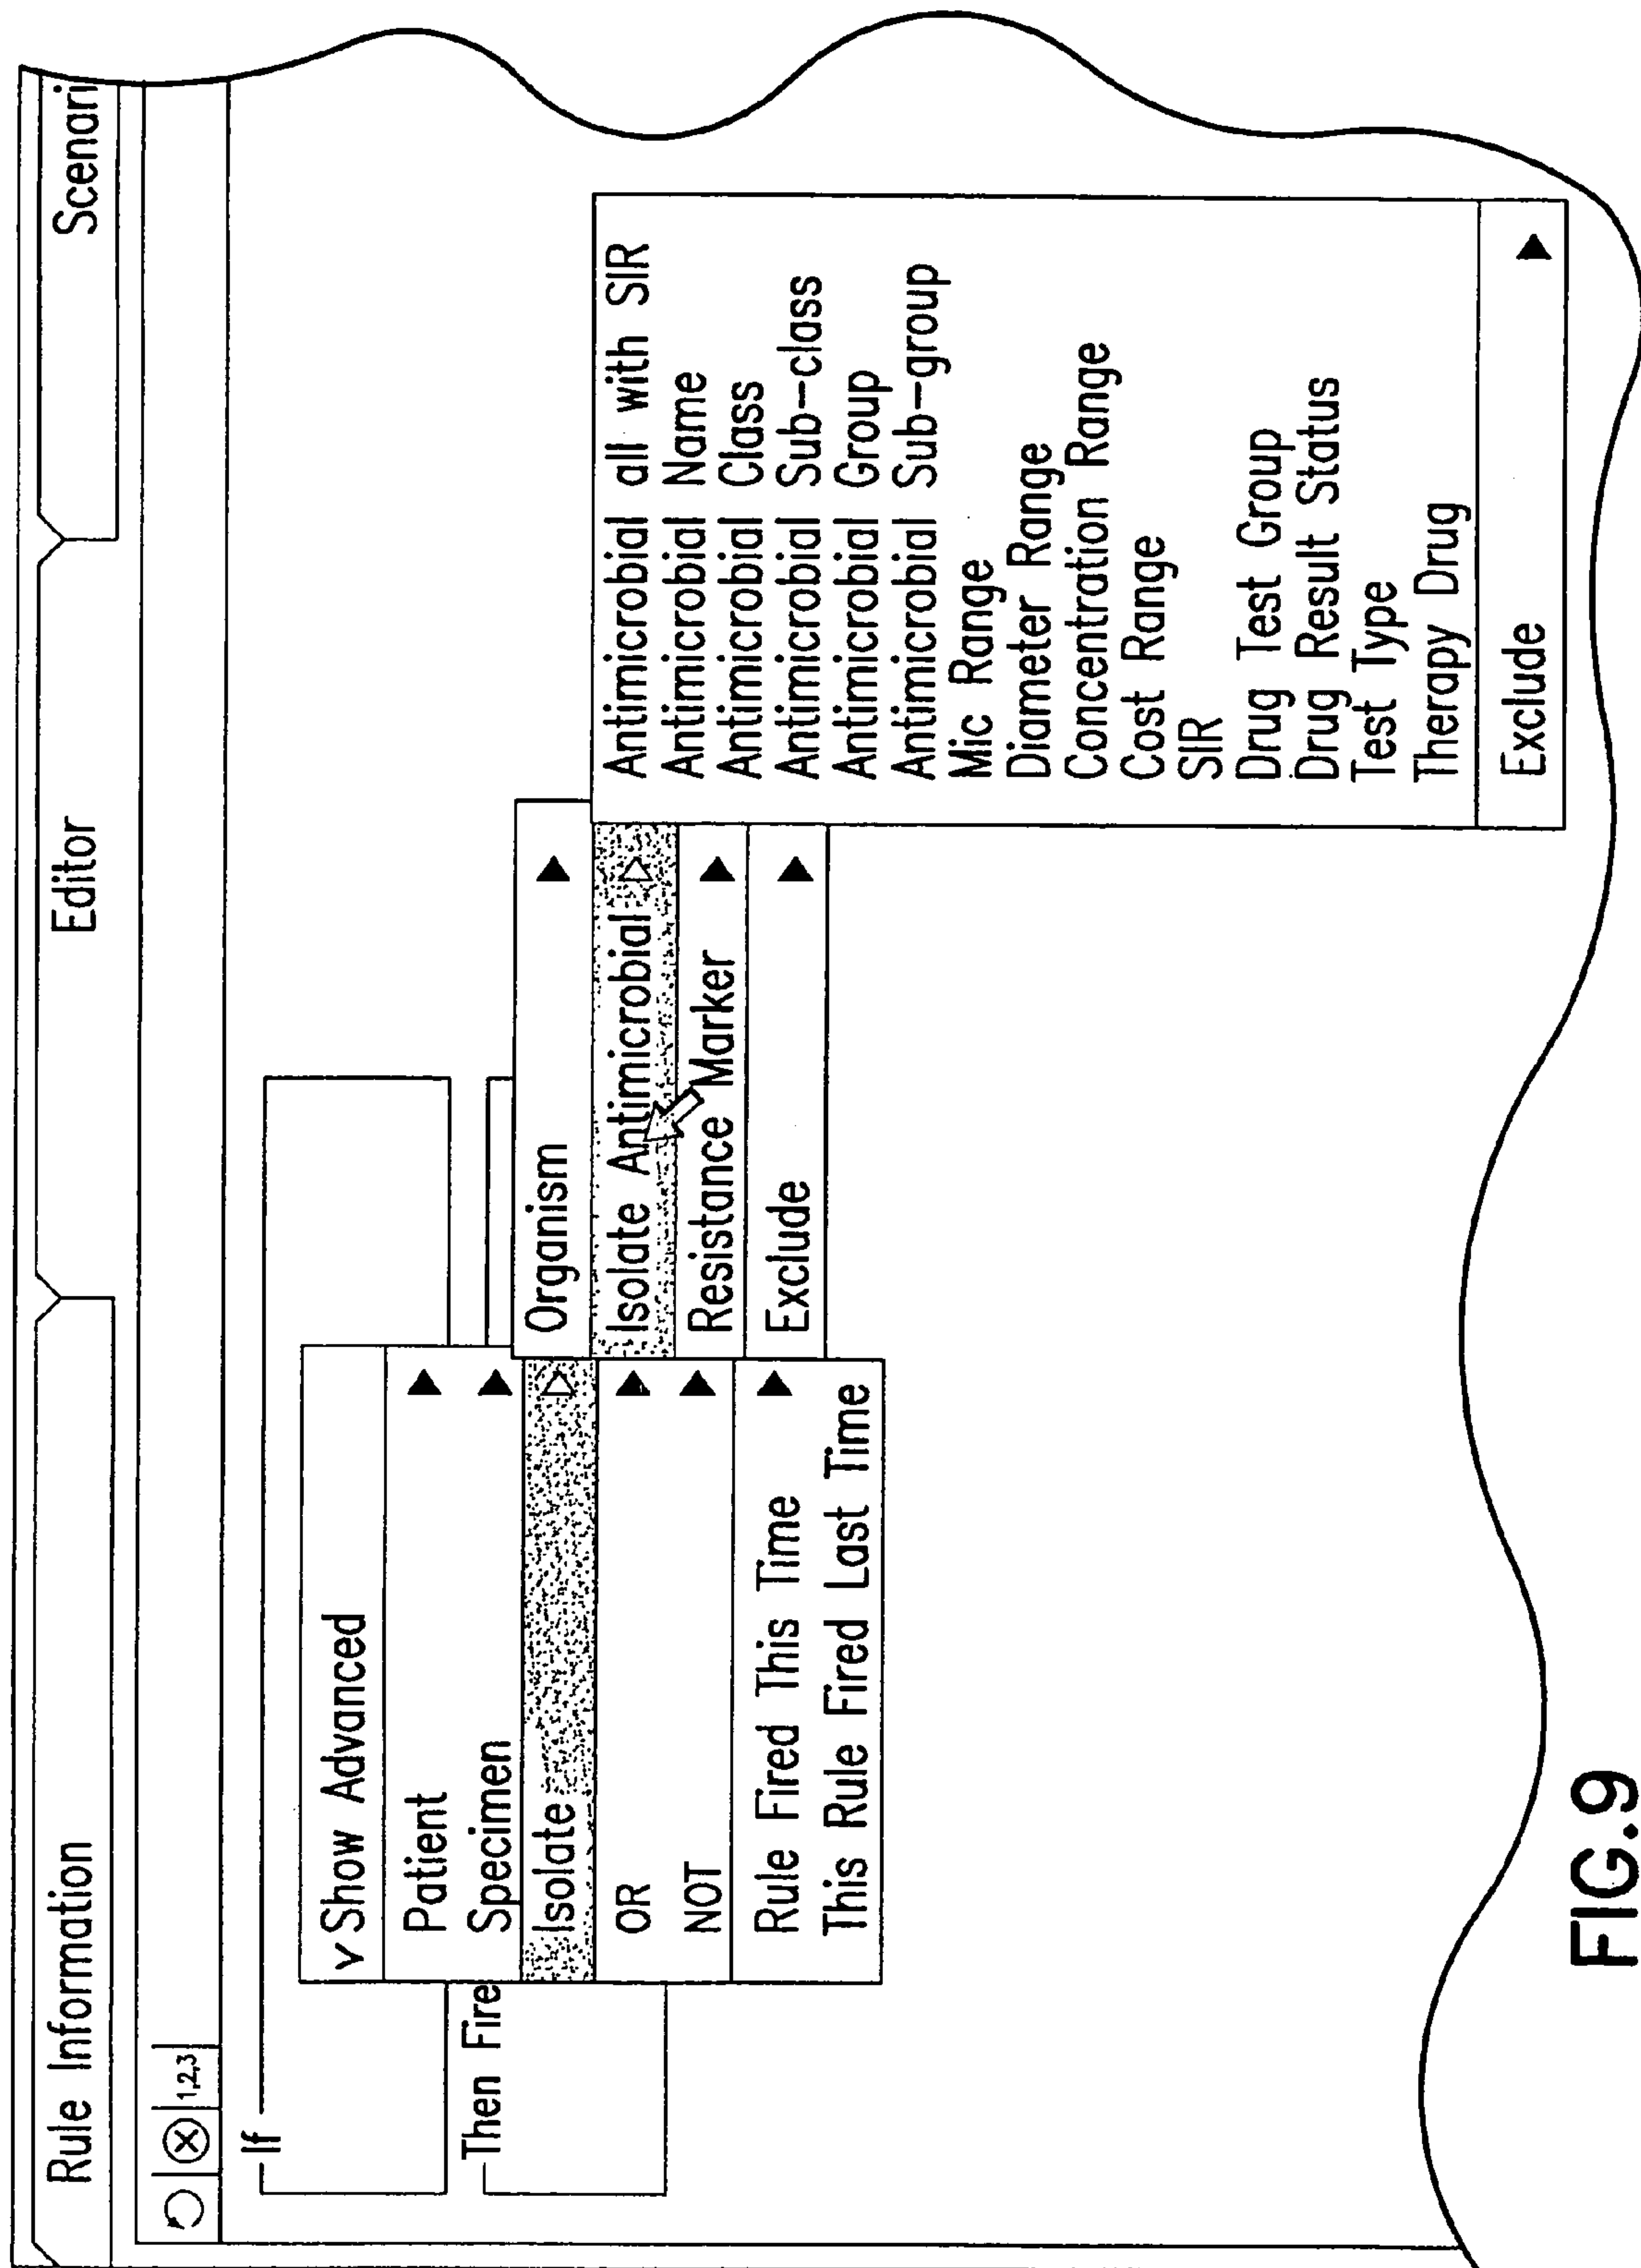 Rule Information
Editor
Scenari
1,2,3
If
Then Fire
✓ Show Advanced
Patient
Specimen
Isolate
OR
NOT
Rule Fired This Time
This Rule Fired Last Time
Organism
Isolate Antimicrobial
Resistance Marker
Exclude
Antimicrobial all with SIR
Antimicrobial Name
Antimicrobial Class
Antimicrobial Sub-class
Antimicrobial Group
Antimicrobial Sub-group
Mic Range
Diameter Range
Concentration Range
Cost Range
SIR
Drug Test Group
Drug Result Status
Test Type
Therapy Drug
Exclude
FIG.9